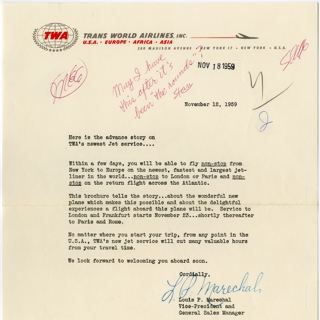 TWA
TRANS WORLD AIRLINES, INC.
U.S.A. · EUROPE · AFRICA · ASIA
380 MADISON AVENUE · NEW YORK 17 · NEW YORK · U.S.A.
NOV 18 1959
May I have
this after it's
been "the rounds"!
November 12, 1959
Here is the advance story on
TWA's newest Jet service....
Within a few days, you will be able to fly non-stop from
New York to Europe on the newest, fastest and largest jet-
liner in the world...non-stop to London or Paris and non-
stop on the return flight across the Atlantic.
This brochure tells the story...about the wonderful new
plane which makes this possible and about the delightful
experiences a flight aboard this plane will be. Service to
London and Frankfurt starts November 23...shortly thereafter
to Paris and Rome.
No matter where you start your trip, from any point in the
U.S.A., TWA's new jet service will cut many valuable hours
from your travel time.
We look forward to welcoming you aboard soon.
Cordially,
L. P. Marechal
Louis P. Marechal
Vice-President and
General Sales Manager